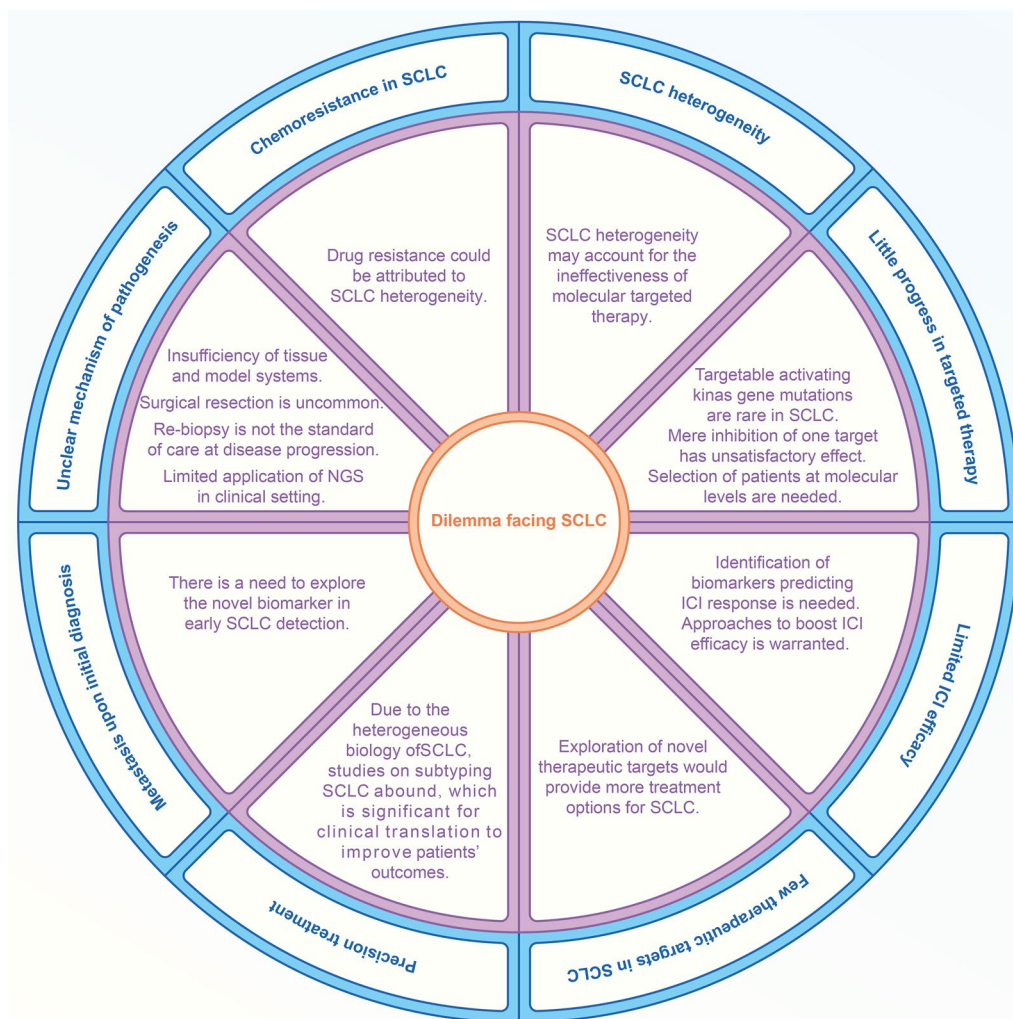 Chemoresistance in SCLC
SCLC heterogeneity
Little progress in targeted therapy
Limited ICI efficacy
Few therapeutic targets in SCLC
Precision treatment
Metastasis upon initial diagnosis
Unclear mechanism of pathogenesis
Drug resistance could
be attributed to
SCLC heterogeneity.
SCLC heterogeneity
may account for the
ineffectiveness of
molecular targeted
therapy.
Targetable activating
kinas gene mutations
are rare in SCLC.
Mere inhibition of one target
has unsatisfactory effect.
Selection of patients at molecular
levels are needed.
Identification of
biomarkers predicting
ICI response is needed.
Approaches to boost ICI
efficacy is warranted.
Exploration of novel
therapeutic targets would
provide more treatment
options for SCLC.
Due to the
heterogeneous
biology ofSCLC,
studies on subtyping
SCLC abound, which
is significant for
clinical translation to
improve patients'
outcomes.
There is a need to explore
the novel biomarker in
early SCLC detection.
Insufficiency of tissue
and model systems.
Surgical resection is uncommon.
Re-biopsy is not the standard
of care at disease progression.
Limited application of NGS
in clinical setting.
Dilemma facing SCLC